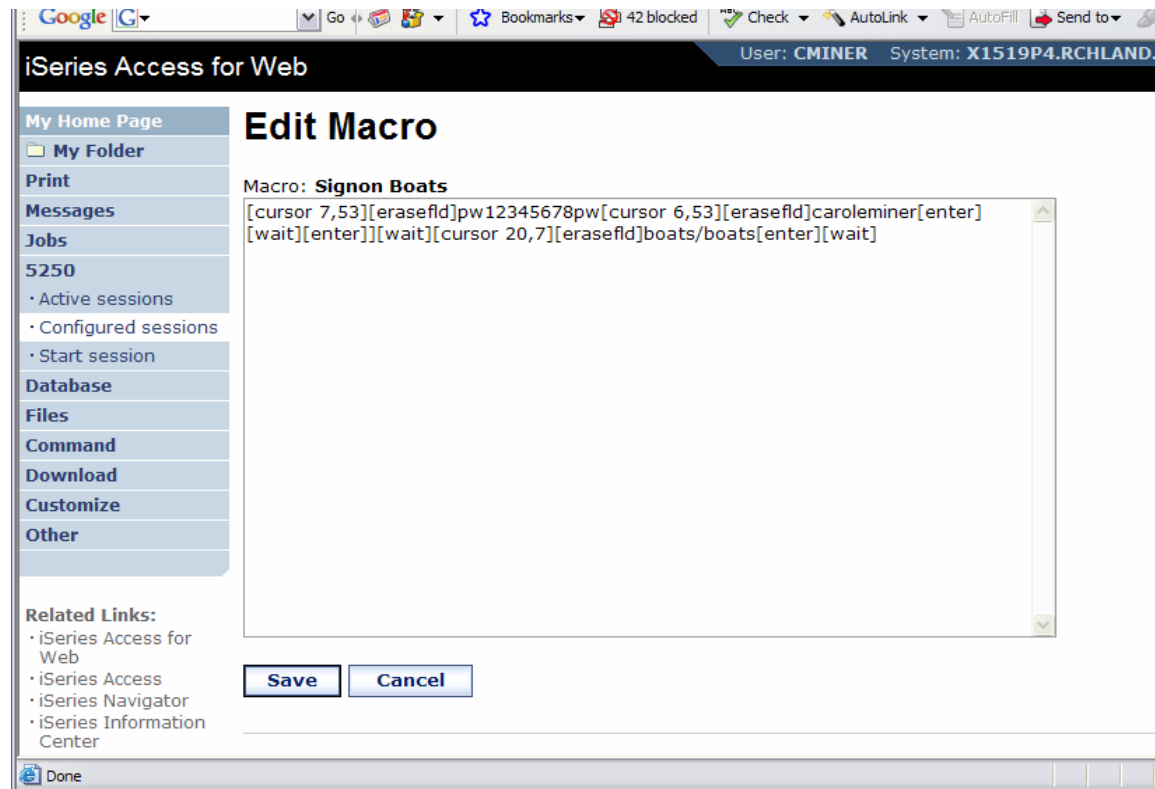 Google G Go Bookmarks 42 blocked ABC Check AutoLink AutoFill Send to
iSeries Access for Web
User: CMINER System: X1519P4.RCHLAND.
My Home Page
My Folder
Print
Messages
Jobs
5250
· Active sessions
· Configured sessions
· Start session
Database
Files
Command
Download
Customize
Other
Related Links:
· iSeries Access for
Web
· iSeries Access
· iSeries Navigator
· iSeries Information
Center
Edit Macro
Macro: Signon Boats
[cursor 7,53][erasefld]pw12345678pw[cursor 6,53][erasefld]caroleminer[enter]
[wait][enter]][wait][cursor 20,7][erasefld]boats/boats[enter][wait]
Save Cancel
Done